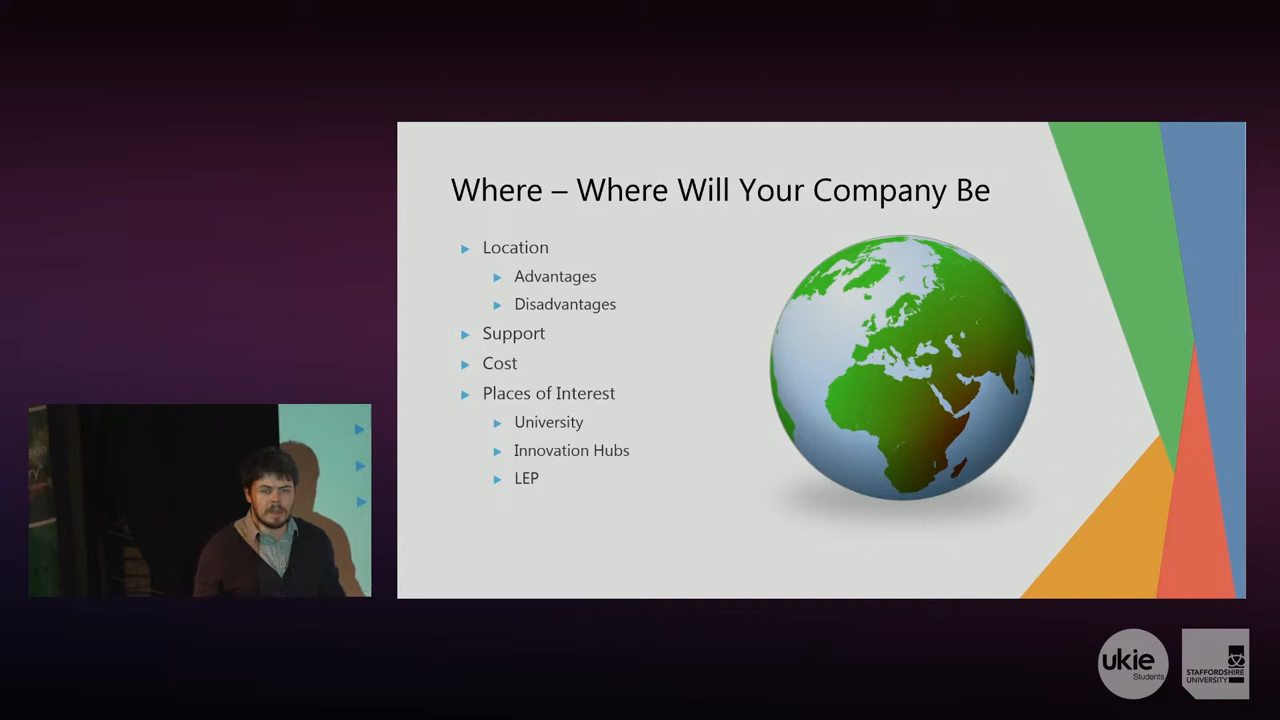 Where – Where Will Your Company Be
Location
Advantages
Disadvantages
Support
Cost
Places of Interest
University
Innovation Hubs
LEP
ukie
Students
STAFFORDSHIRE
UNIVERSITY